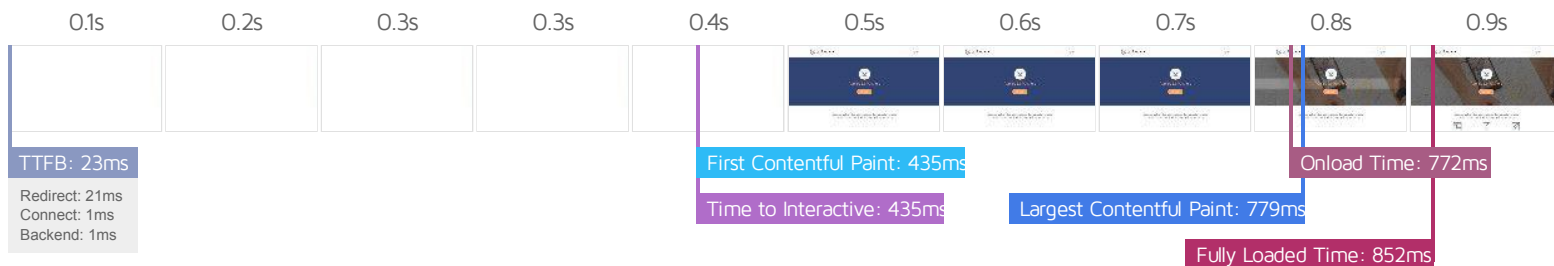 0.1s 0.2s 0.3s 0.3s 0.4s 0.5s 0.6s 0.7s 0.8s 0.9s
TTFB: 23ms
Redirect: 21ms
Connect: 1ms
Backend: 1ms
First Contentful Paint: 435ms
Time to Interactive: 435ms
Onload Time: 772ms
Largest Contentful Paint: 779ms
Fully Loaded Time: 852ms